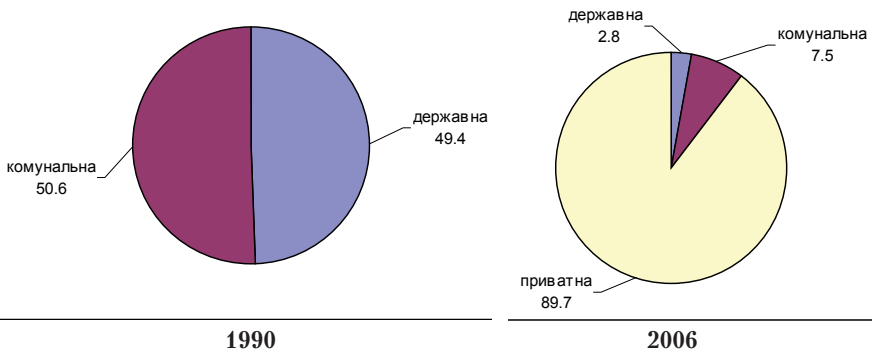 державна
49.4
комунальна
50.6
1990
державна
2.8
комунальна
7.5
приватна
89.7
2006